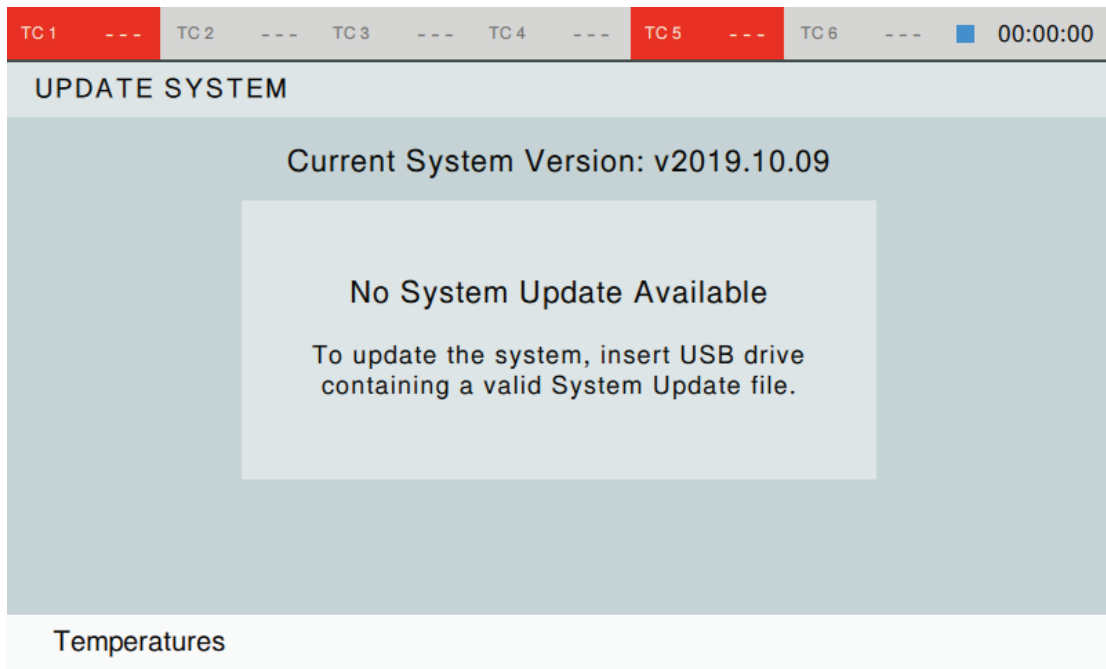 TC 1 --- TC 2 --- TC 3 --- TC 4 --- TC 5 --- TC 6 --- 00:00:00
UPDATE SYSTEM
Current System Version: v2019.10.09
No System Update Available
To update the system, insert USB drive
containing a valid System Update file.
Temperatures